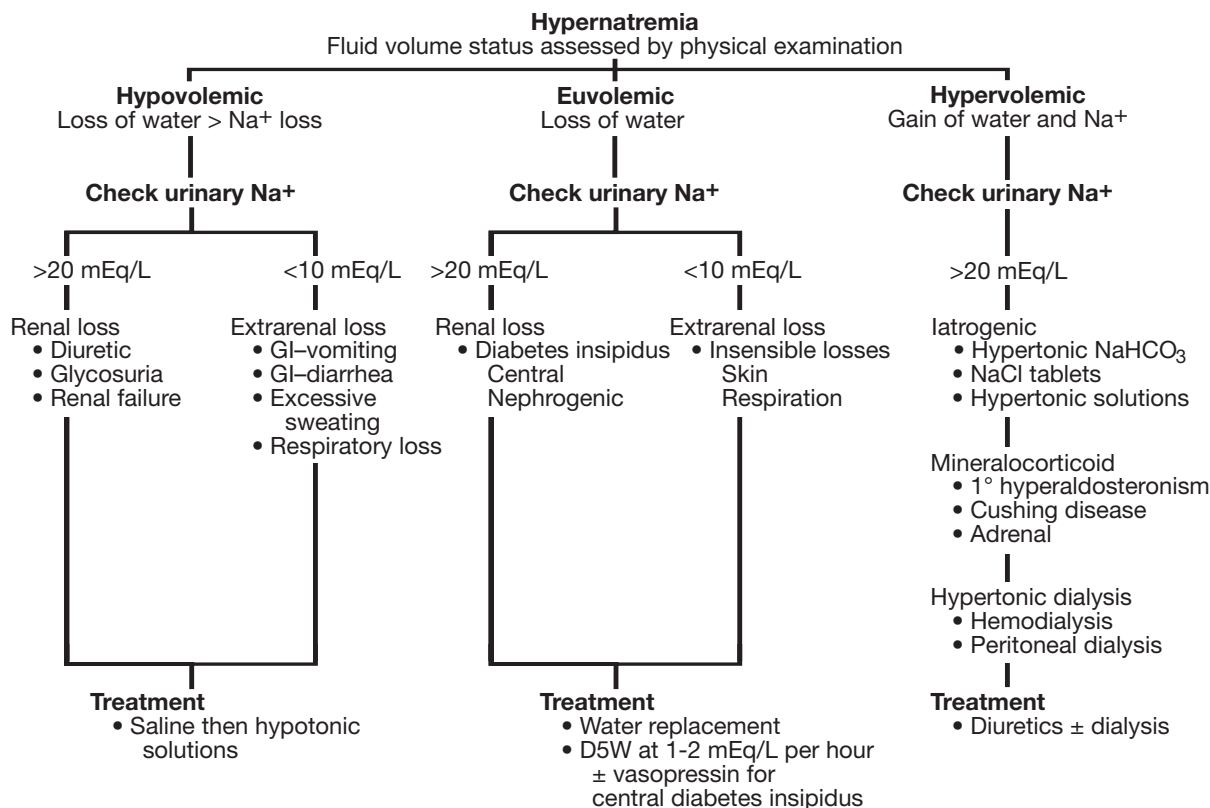 Hypernatremia
Fluid volume status assessed by physical examination
Hypovolemic
Loss of water > Na+ loss
Check urinary Na+
>20 mEq/L
Renal loss
• Diuretic
• Glycosuria
• Renal failure
<10 mEq/L
Extrarenal loss
• GI–vomiting
• GI–diarrhea
• Excessive
sweating
• Respiratory loss
Treatment
• Saline then hypotonic
solutions
Euvolemic
Loss of water
Check urinary Na+
>20 mEq/L
Renal loss
• Diabetes insipidus
Central
Nephrogenic
<10 mEq/L
Extrarenal loss
• Insensible losses
Skin
Respiration
Treatment
• Water replacement
• D5W at 1-2 mEq/L per hour
± vasopressin for
central diabetes insipidus
Hypervolemic
Gain of water and Na+
Check urinary Na+
>20 mEq/L
Iatrogenic
• Hypertonic NaHCO3
• NaCl tablets
• Hypertonic solutions
Mineralocorticoid
• 1° hyperaldosteronism
• Cushing disease
• Adrenal
Hypertonic dialysis
• Hemodialysis
• Peritoneal dialysis
Treatment
• Diuretics ± dialysis